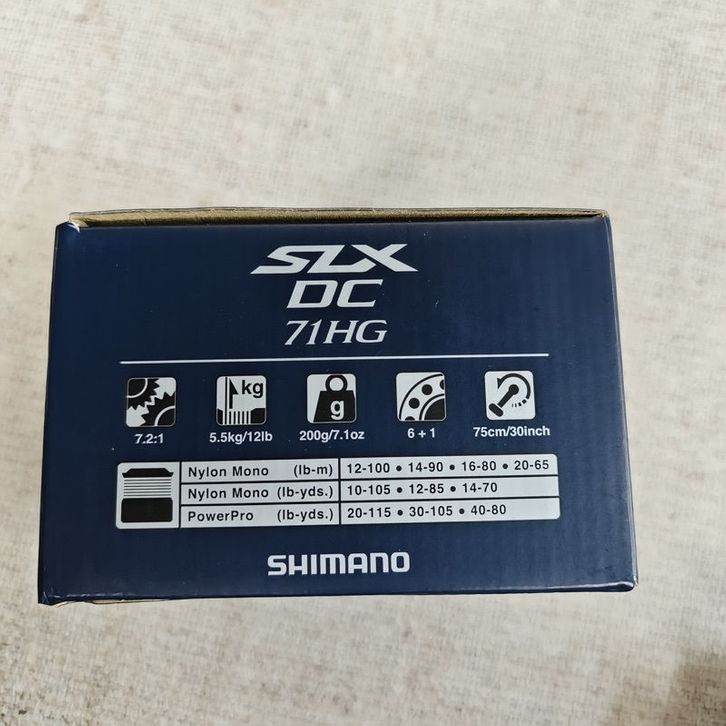 SLX
DC
71HG
kg
g
7.2:1 5.5kg/12lb 200g/7.1oz 6 + 1 75cm/30inch
Nylon Mono (lb-m) 12-100 • 14-90 • 16-80 • 20-65
Nylon Mono (lb-yds.) 10-105 • 12-85 • 14-70
PowerPro (lb-yds.) 20-115 • 30-105 • 40-80
SHIMANO